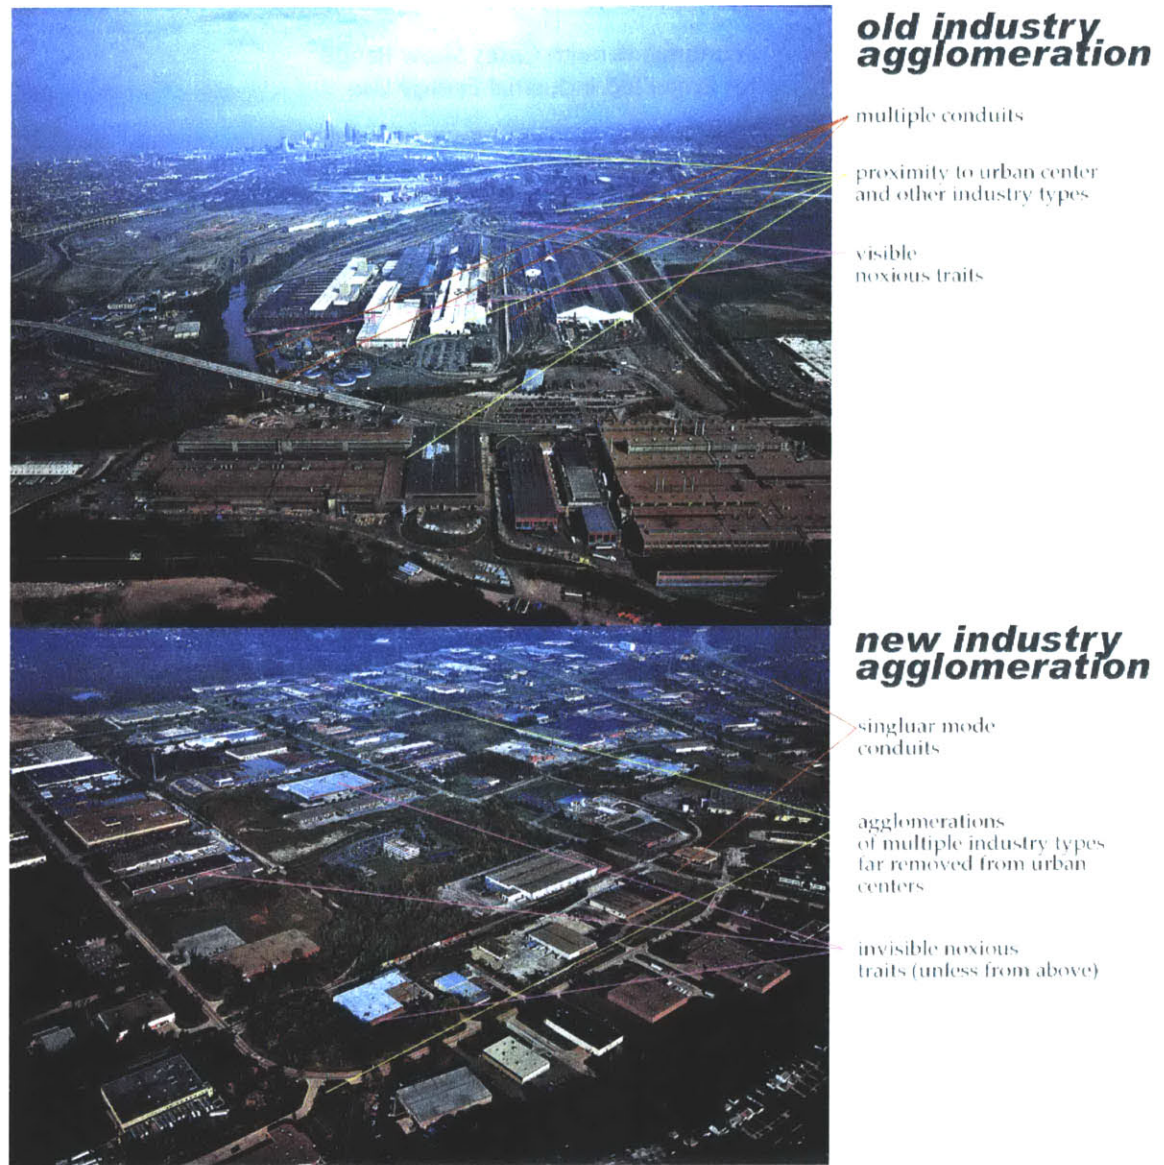 old industry
agglomeration
multiple conduits
proximity to urban center
and other industry types
visible
noxious traits
new industry
agglomeration
singluar mode
conduits
agglomerations
of multiple industry types
far removed from urban
centers
invisible noxious
traits (unless from above)